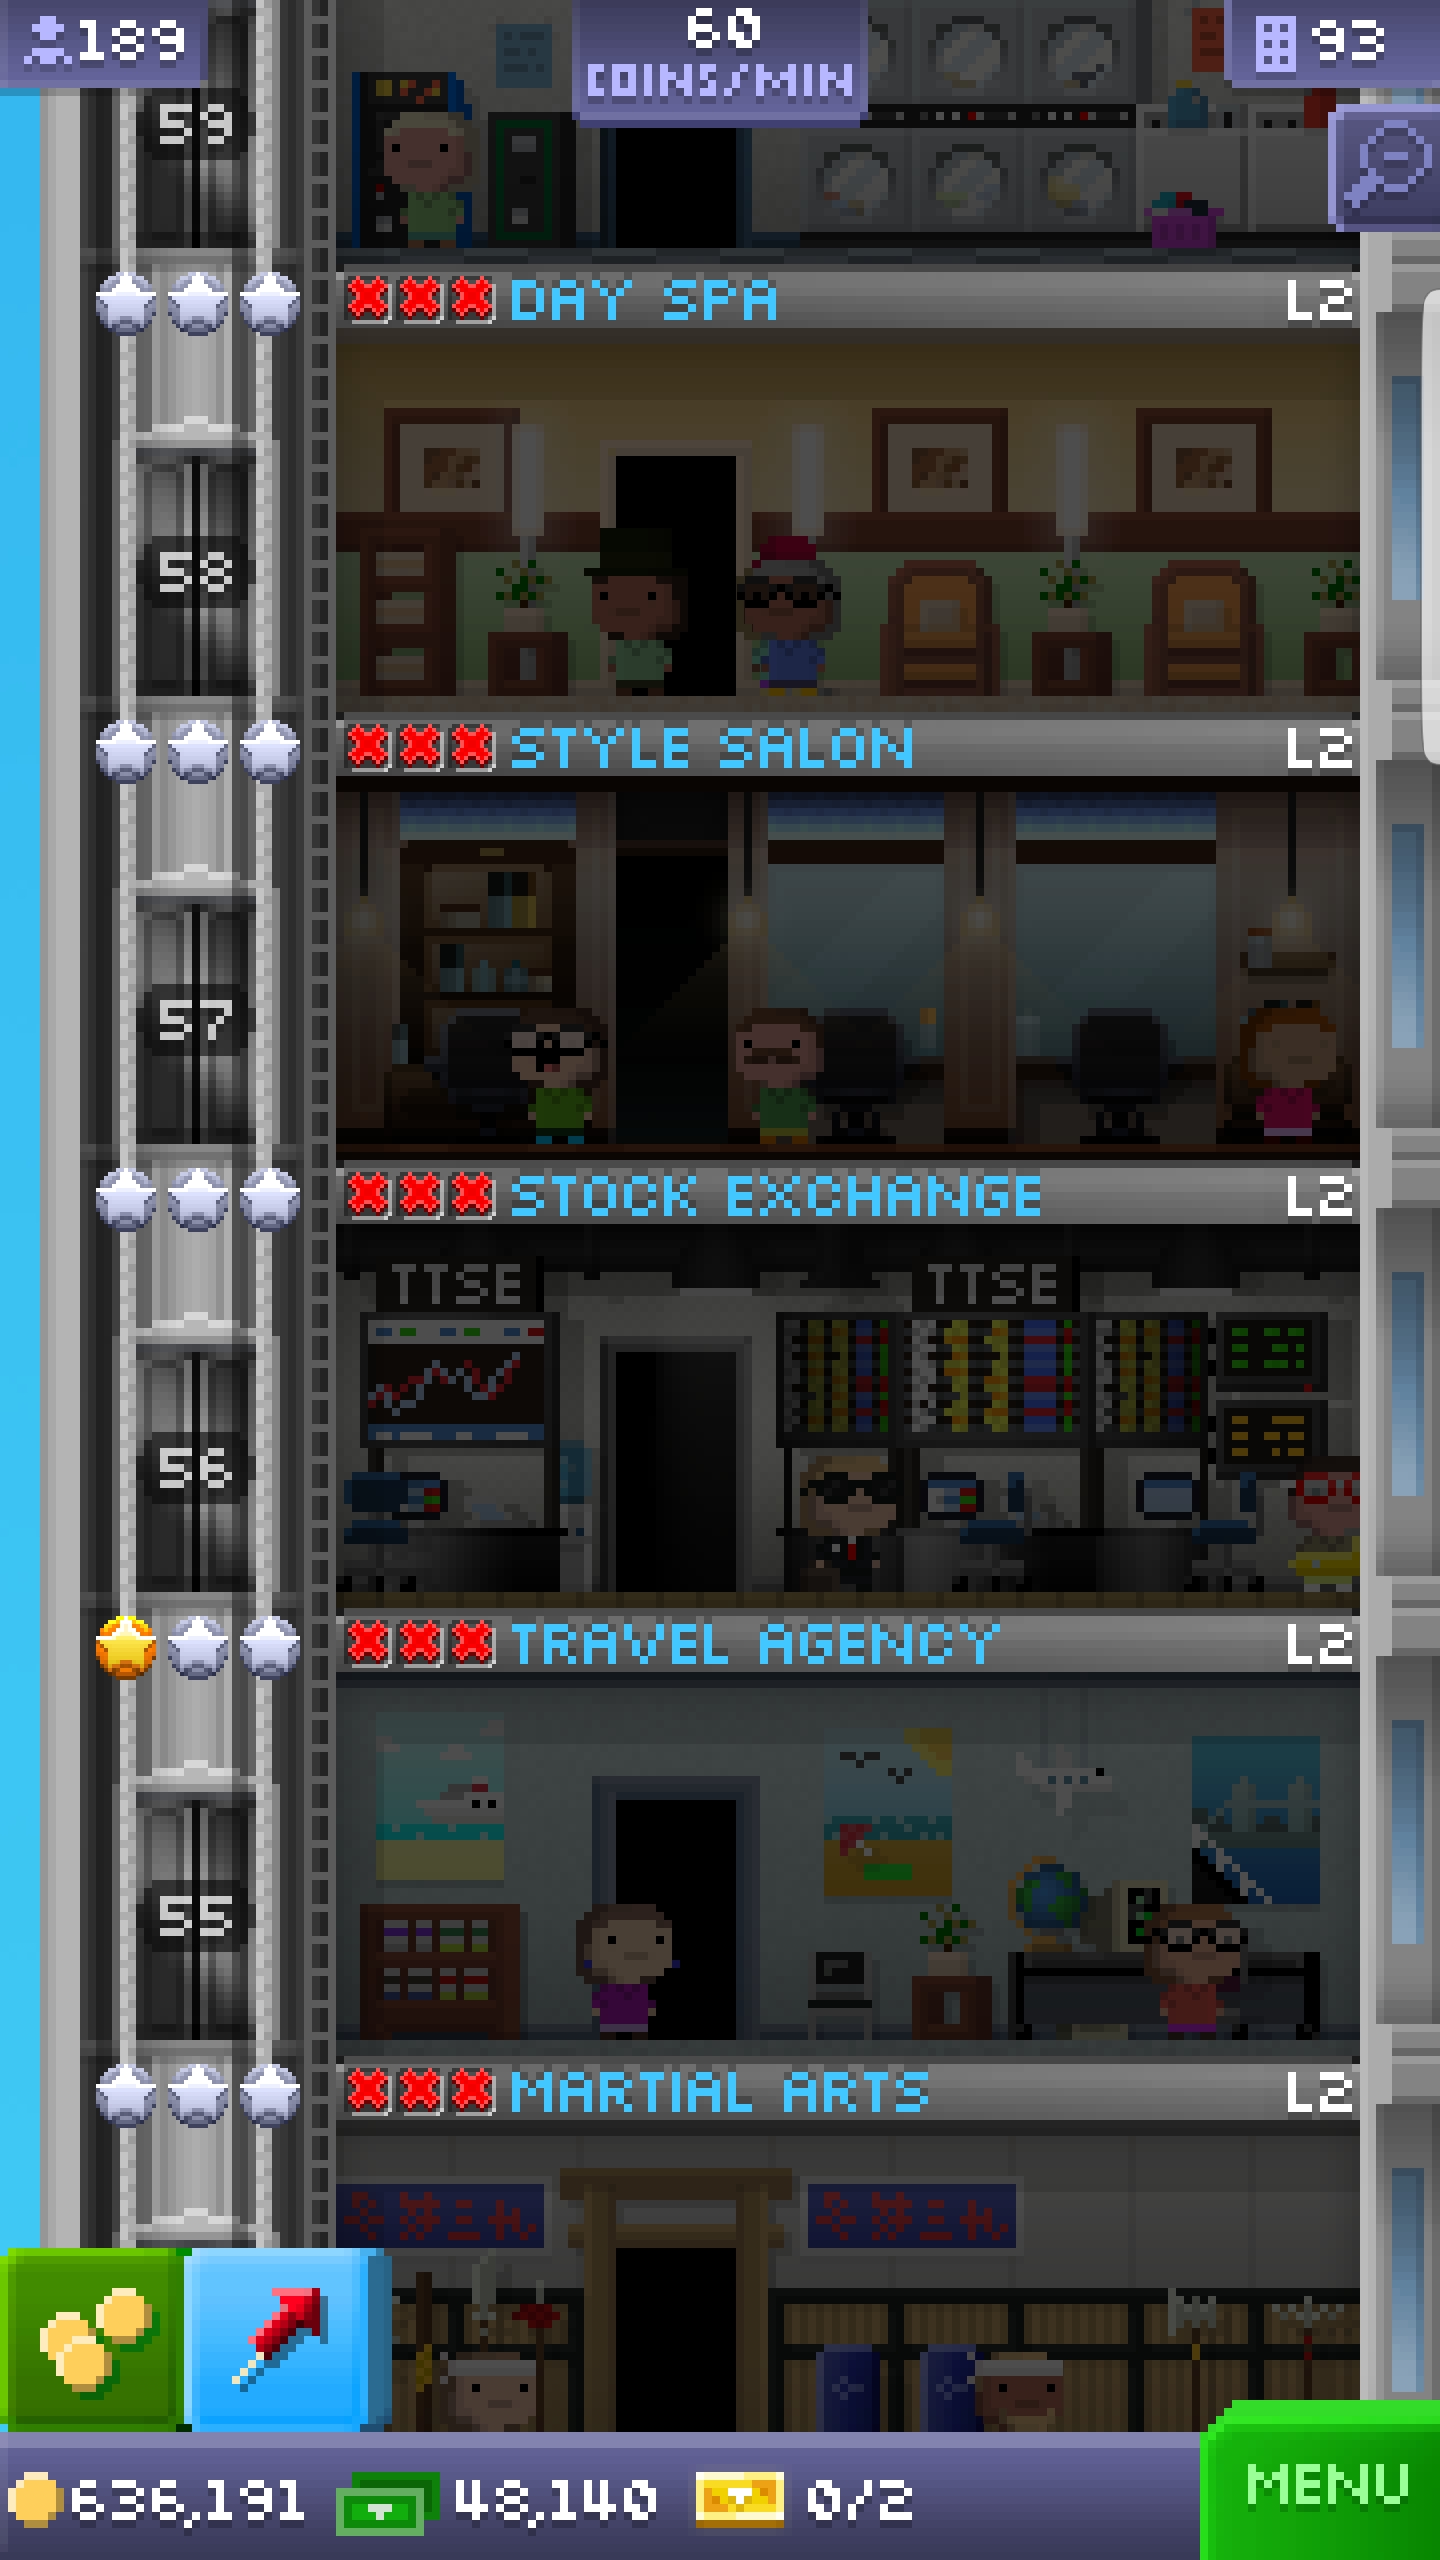 189
60
COINS/MIN
93
59
DAY SPA L2
58
STYLE SALON L2
57
STOCK EXCHANGE L2
TTSE TTSE
56
TRAVEL AGENCY L2
55
MARTIAL ARTS L2
636,191 48,140 0/2
MENU